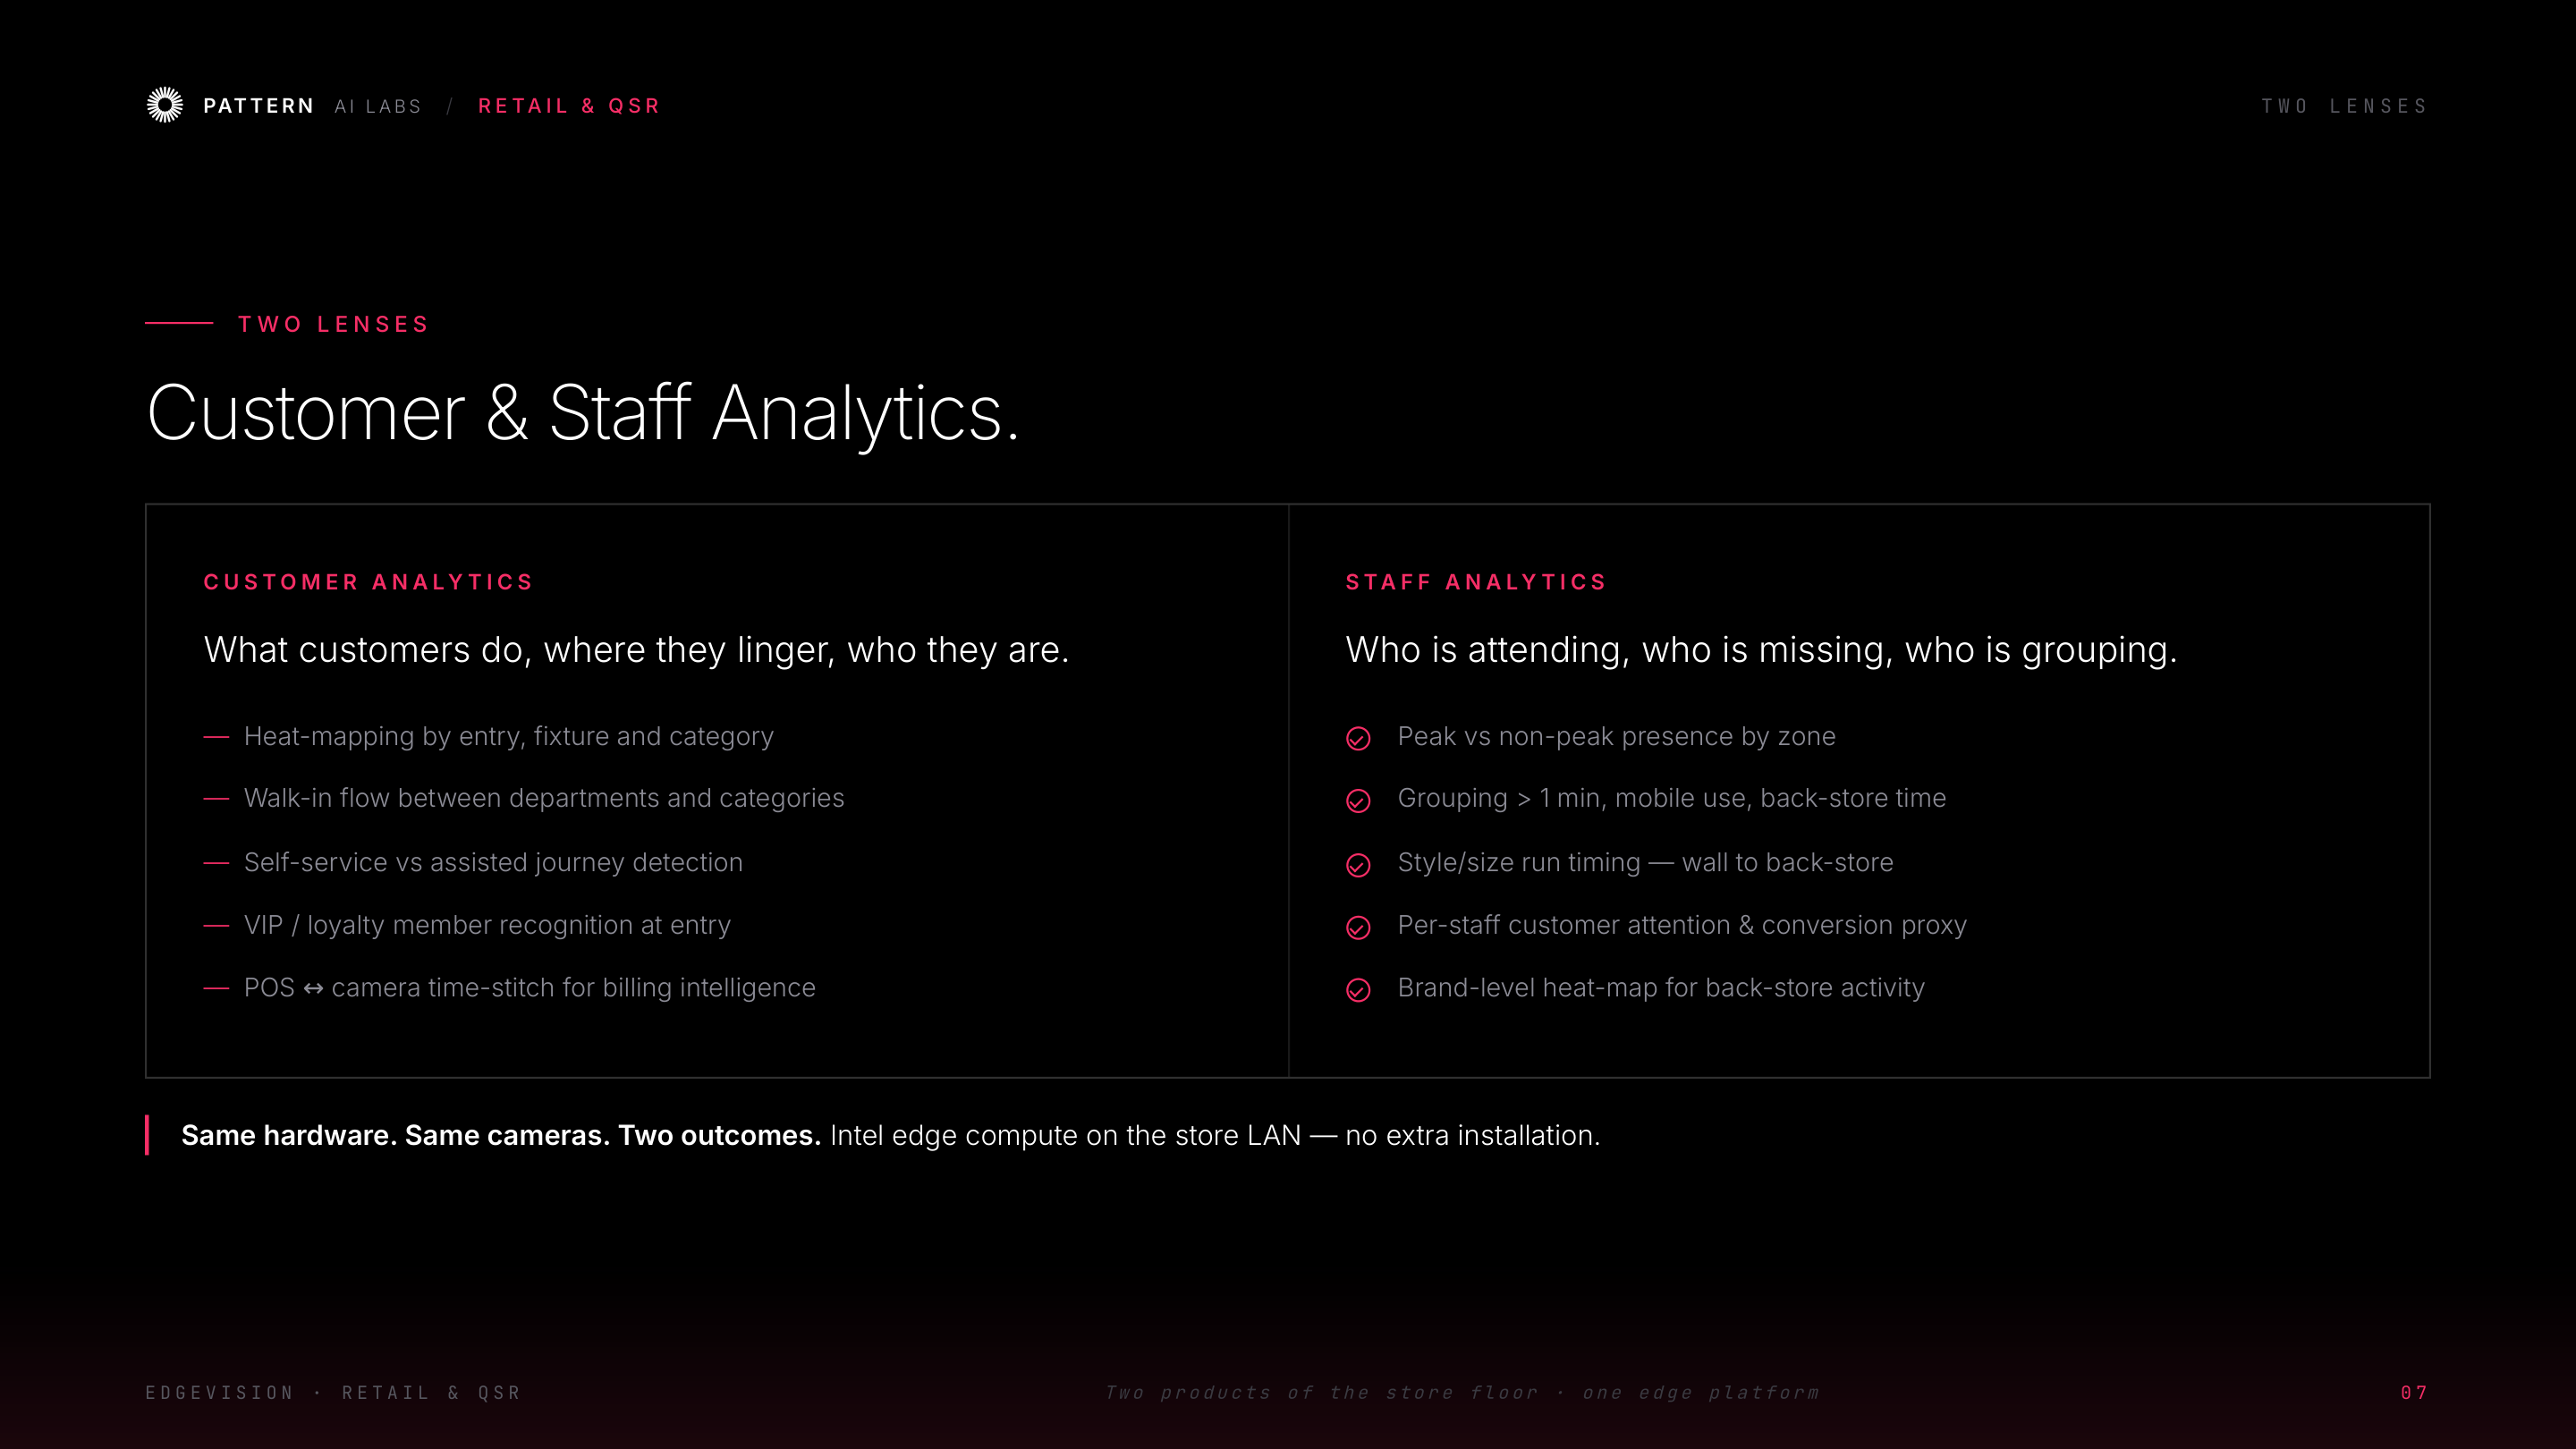 PATTERN AI LABS / RETAIL & QSR
TWO LENSES
TWO LENSES
Customer & Staff Analytics.
CUSTOMER ANALYTICS
What customers do, where they linger, who they are.
— Heat-mapping by entry, fixture and category
— Walk-in flow between departments and categories
— Self-service vs assisted journey detection
— VIP / loyalty member recognition at entry
— POS ↔ camera time-stitch for billing intelligence
STAFF ANALYTICS
Who is attending, who is missing, who is grouping.
Peak vs non-peak presence by zone
Grouping > 1 min, mobile use, back-store time
Style/size run timing — wall to back-store
Per-staff customer attention & conversion proxy
Brand-level heat-map for back-store activity
Same hardware. Same cameras. Two outcomes. Intel edge compute on the store LAN — no extra installation.
EDGEVISION · RETAIL & QSR
Two products of the store floor · one edge platform
07